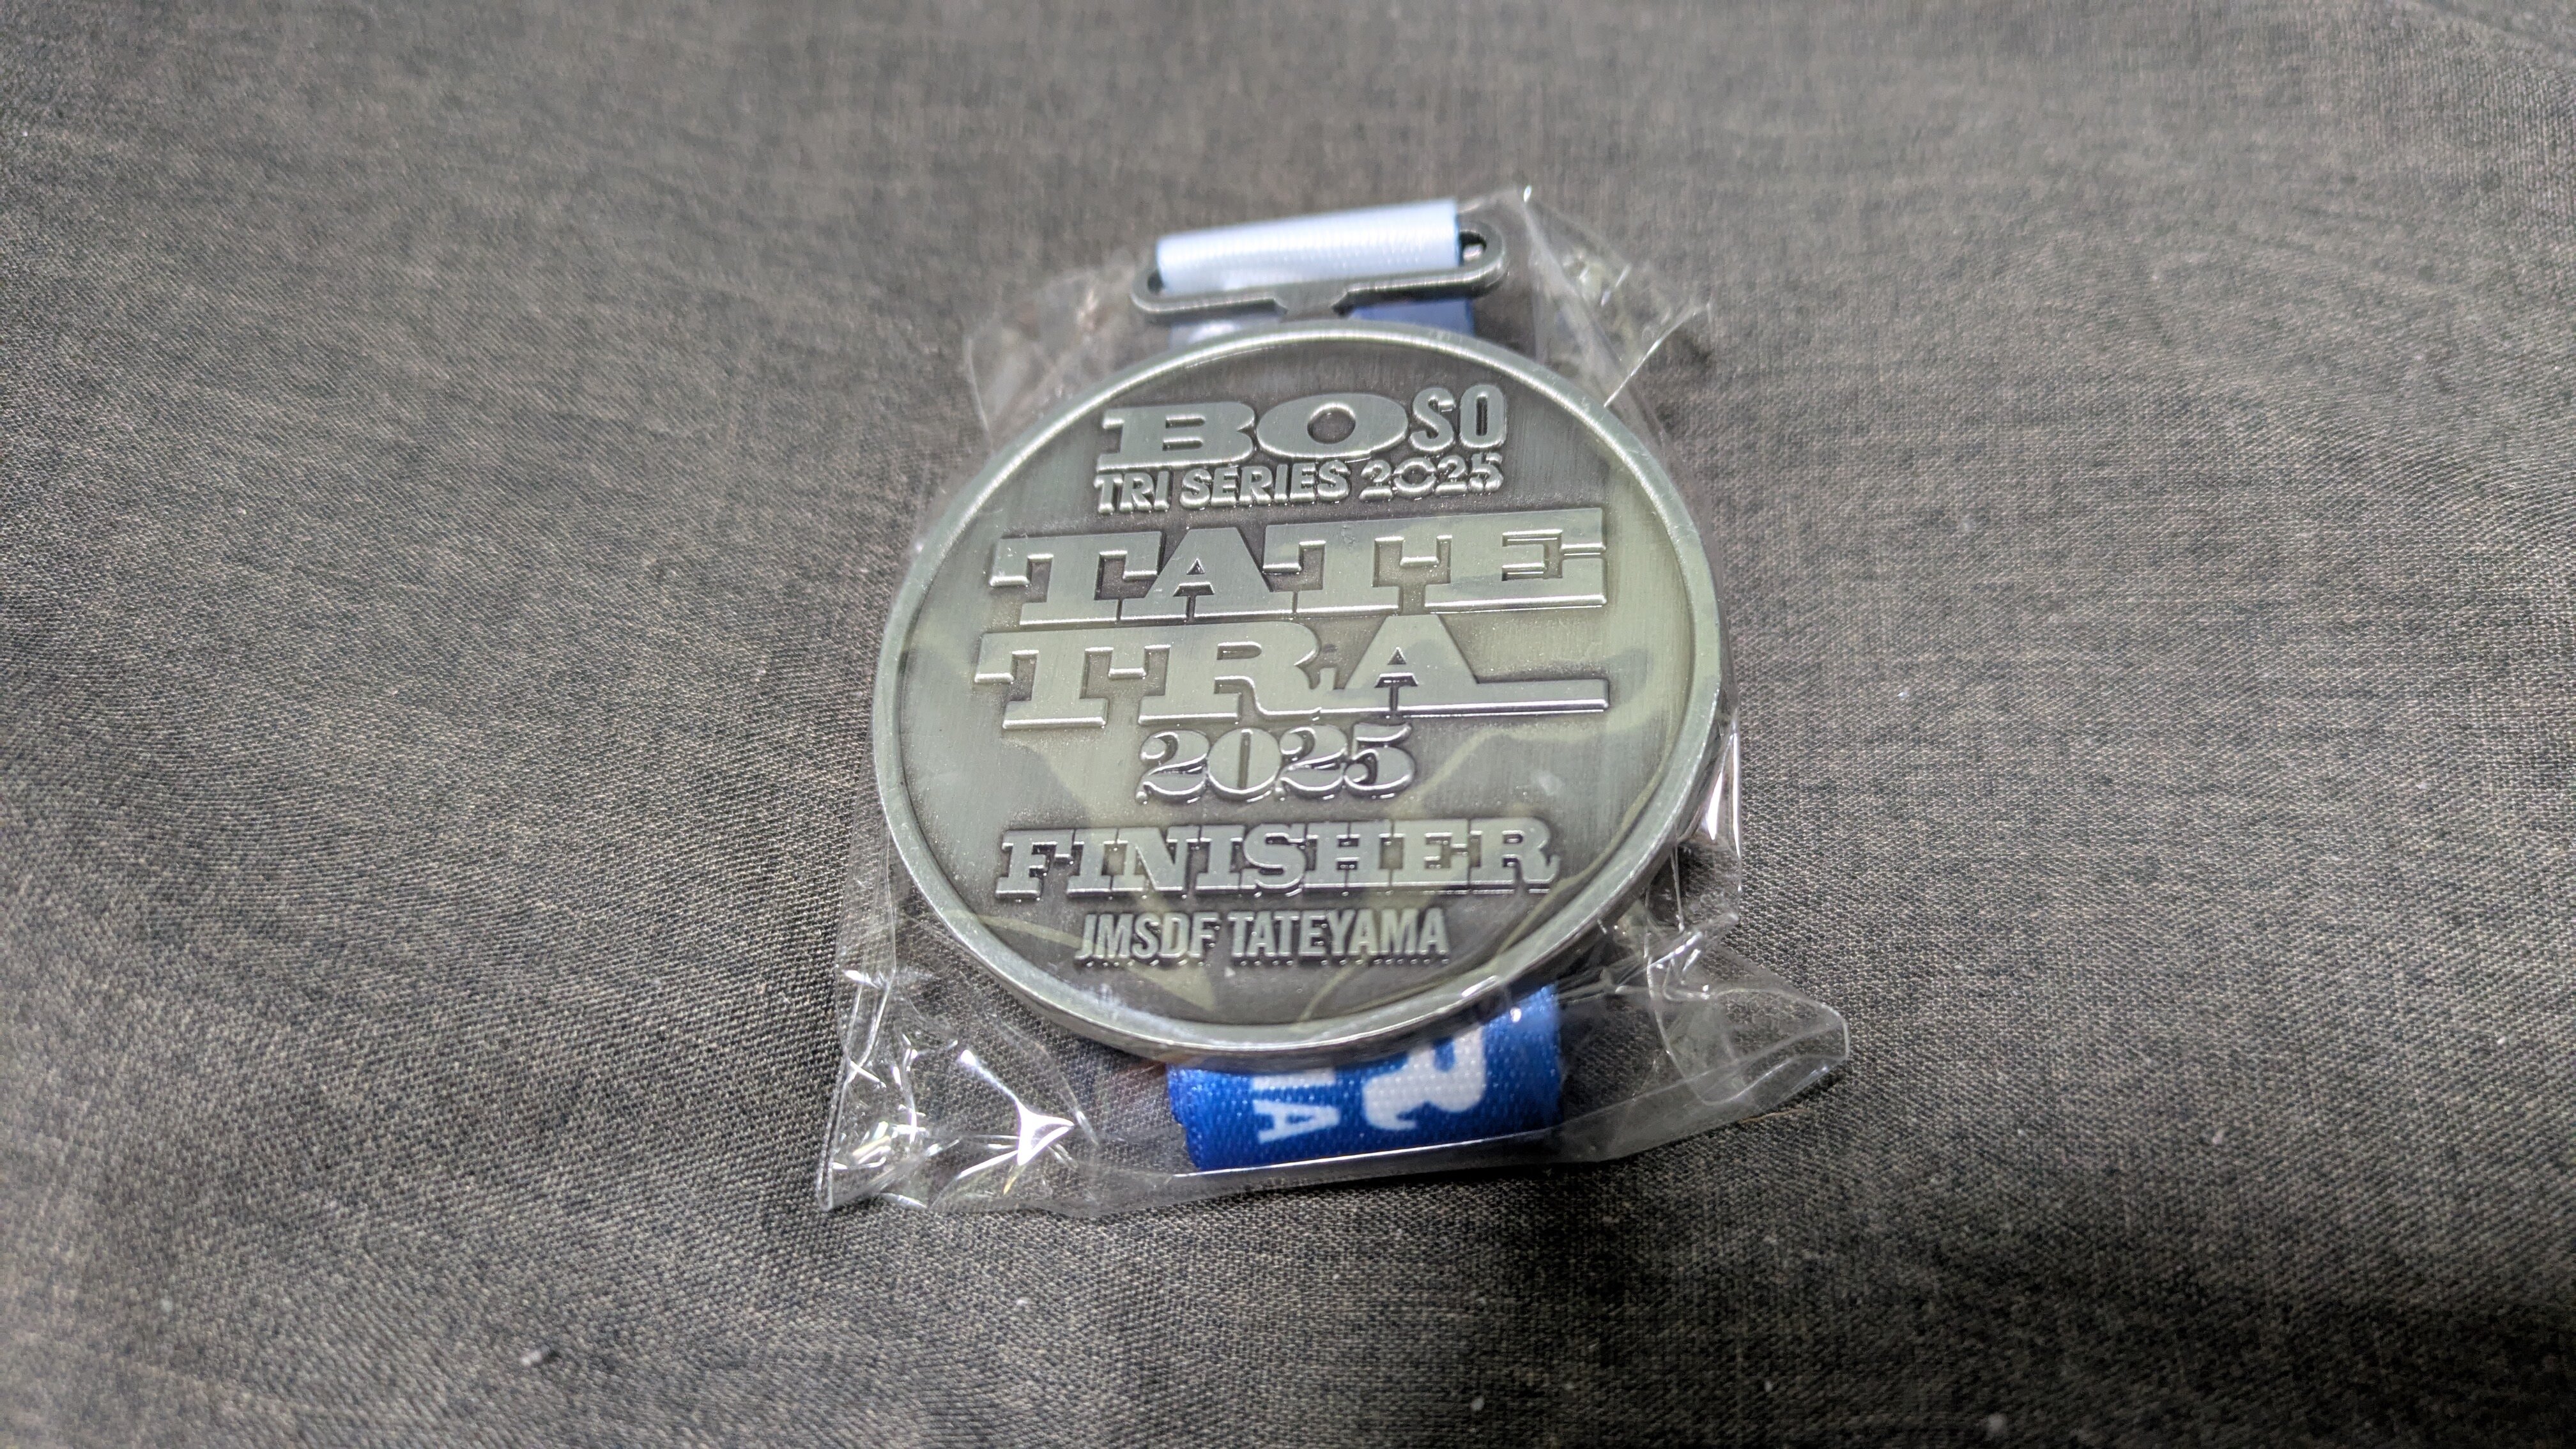 BOSO
TRI SERIES 2025
TATE
TRA
2025
FINISHER
JMSDF TATEYAMA